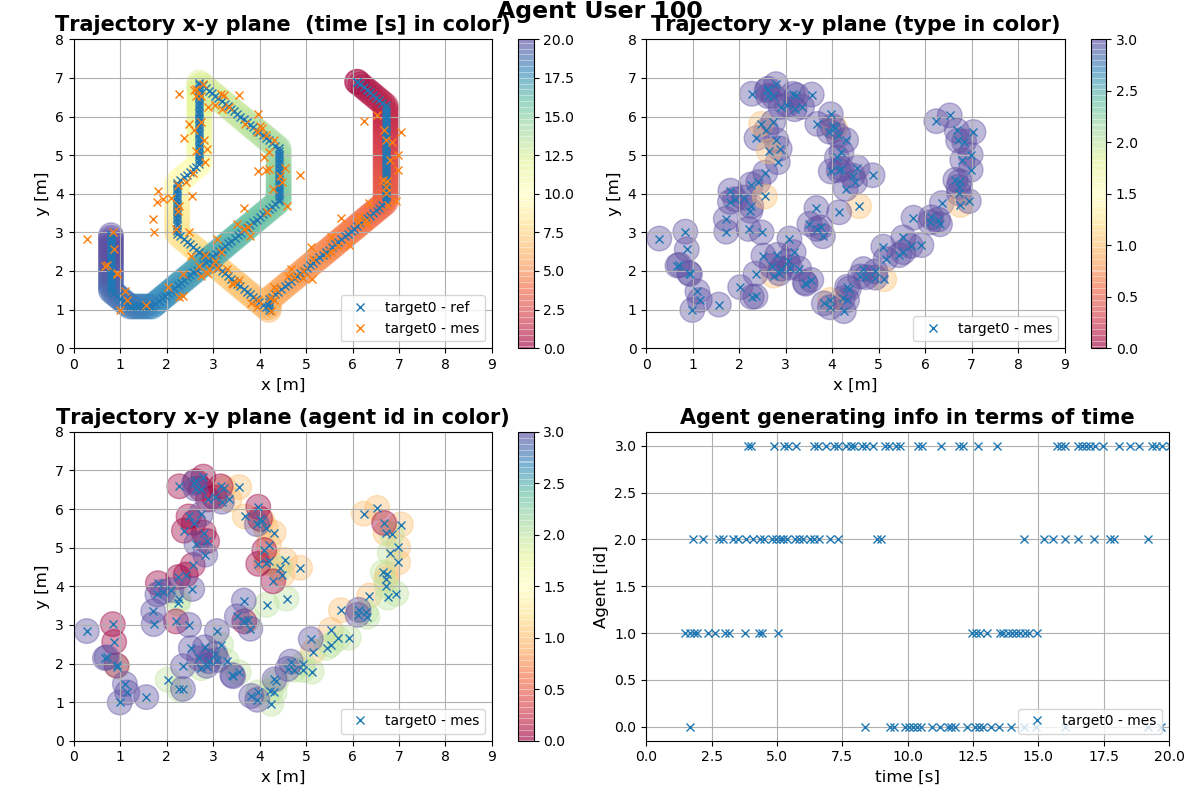 Agent User 100
Trajectory x-y plane  (time [s] in color)
Trajectory x-y plane (type in color)
8
7
6
5
4
3
2
1
0
y [m]
0 1 2 3 4 5 6 7 8 9
x [m]
target0 - ref
target0 - mes
20.0
17.5
15.0
12.5
10.0
7.5
5.0
2.5
0.0
8
7
6
5
4
3
2
1
0
y [m]
0 1 2 3 4 5 6 7 8 9
x [m]
target0 - mes
3.0
2.5
2.0
1.5
1.0
0.5
0.0
Trajectory x-y plane (agent id in color)
Agent generating info in terms of time
8
7
6
5
4
3
2
1
0
y [m]
0 1 2 3 4 5 6 7 8 9
x [m]
target0 - mes
3.0
2.5
2.0
1.5
1.0
0.5
0.0
3.0
2.5
2.0
1.5
1.0
0.5
0.0
Agent [id]
0.0 2.5 5.0 7.5 10.0 12.5 15.0 17.5 20.0
time [s]
target0 - mes